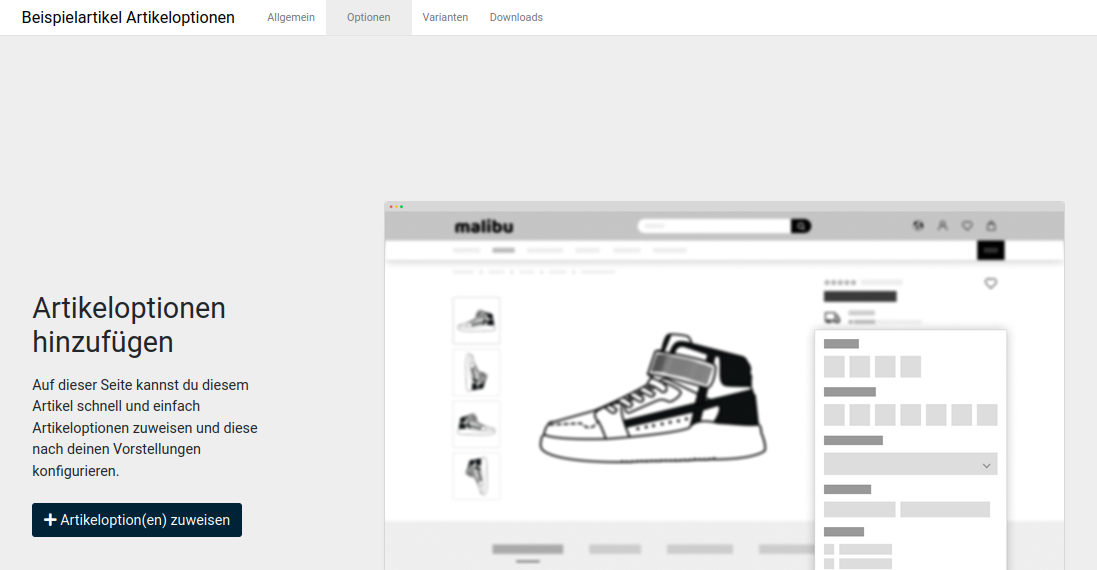 Beispielartikel Artikeloptionen Allgemein Optionen Varianten Downloads
malibu
Artikeloptionen
hinzufügen
Auf dieser Seite kannst du diesem
Artikel schnell und einfach
Artikeloptionen zuweisen und diese
nach deinen Vorstellungen
konfigurieren.
Artikeloption(en) zuweisen